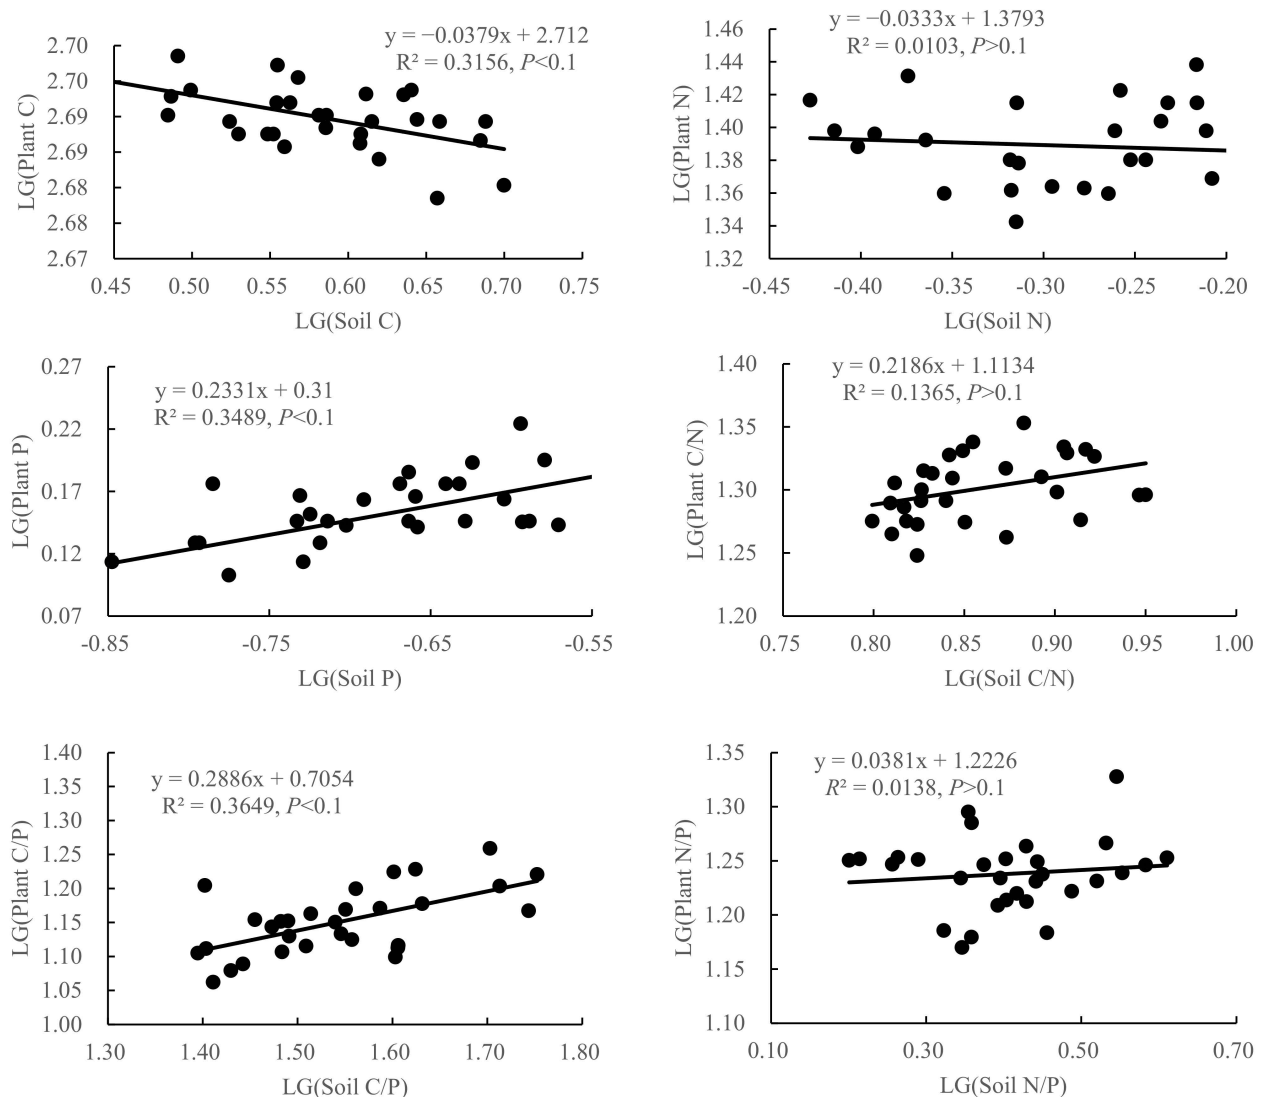 y = −0.0379x + 2.712
R² = 0.3156, P<0.1
2.70
2.70
2.69
2.69
2.68
2.68
2.67
LG(Plant C)
0.45 0.50 0.55 0.60 0.65 0.70 0.75
LG(Soil C)
y = −0.0333x + 1.3793
R² = 0.0103, P>0.1
1.46
1.44
1.42
1.40
1.38
1.36
1.34
1.32
LG(Plant N)
-0.45 -0.40 -0.35 -0.30 -0.25 -0.20
LG(Soil N)
y = 0.2331x + 0.31
R² = 0.3489, P<0.1
0.27
0.22
0.17
0.12
0.07
LG(Plant P)
-0.85 -0.75 -0.65 -0.55
LG(Soil P)
y = 0.2186x + 1.1134
R² = 0.1365, P>0.1
1.40
1.35
1.30
1.25
1.20
LG(Plant C/N)
0.75 0.80 0.85 0.90 0.95 1.00
LG(Soil C/N)
y = 0.2886x + 0.7054
R² = 0.3649, P<0.1
1.40
1.35
1.30
1.25
1.20
1.15
1.10
1.05
1.00
LG(Plant C/P)
1.30 1.40 1.50 1.60 1.70 1.80
LG(Soil C/P)
y = 0.0381x + 1.2226
R² = 0.0138, P>0.1
1.35
1.30
1.25
1.20
1.15
1.10
LG(Plant N/P)
0.10 0.30 0.50 0.70
LG(Soil N/P)